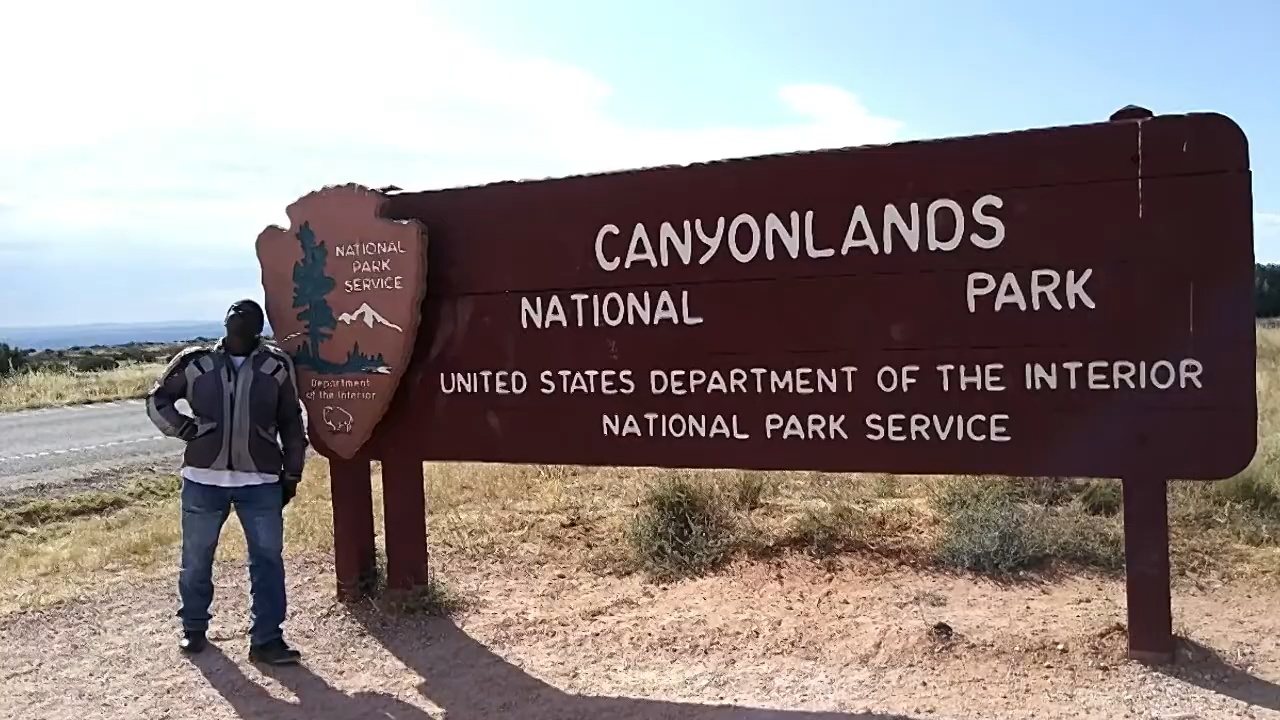 NATIONAL
PARK
SERVICE
Department
of the Interior
CANYONLANDS
NATIONAL PARK
UNITED STATES DEPARTMENT OF THE INTERIOR
NATIONAL PARK SERVICE